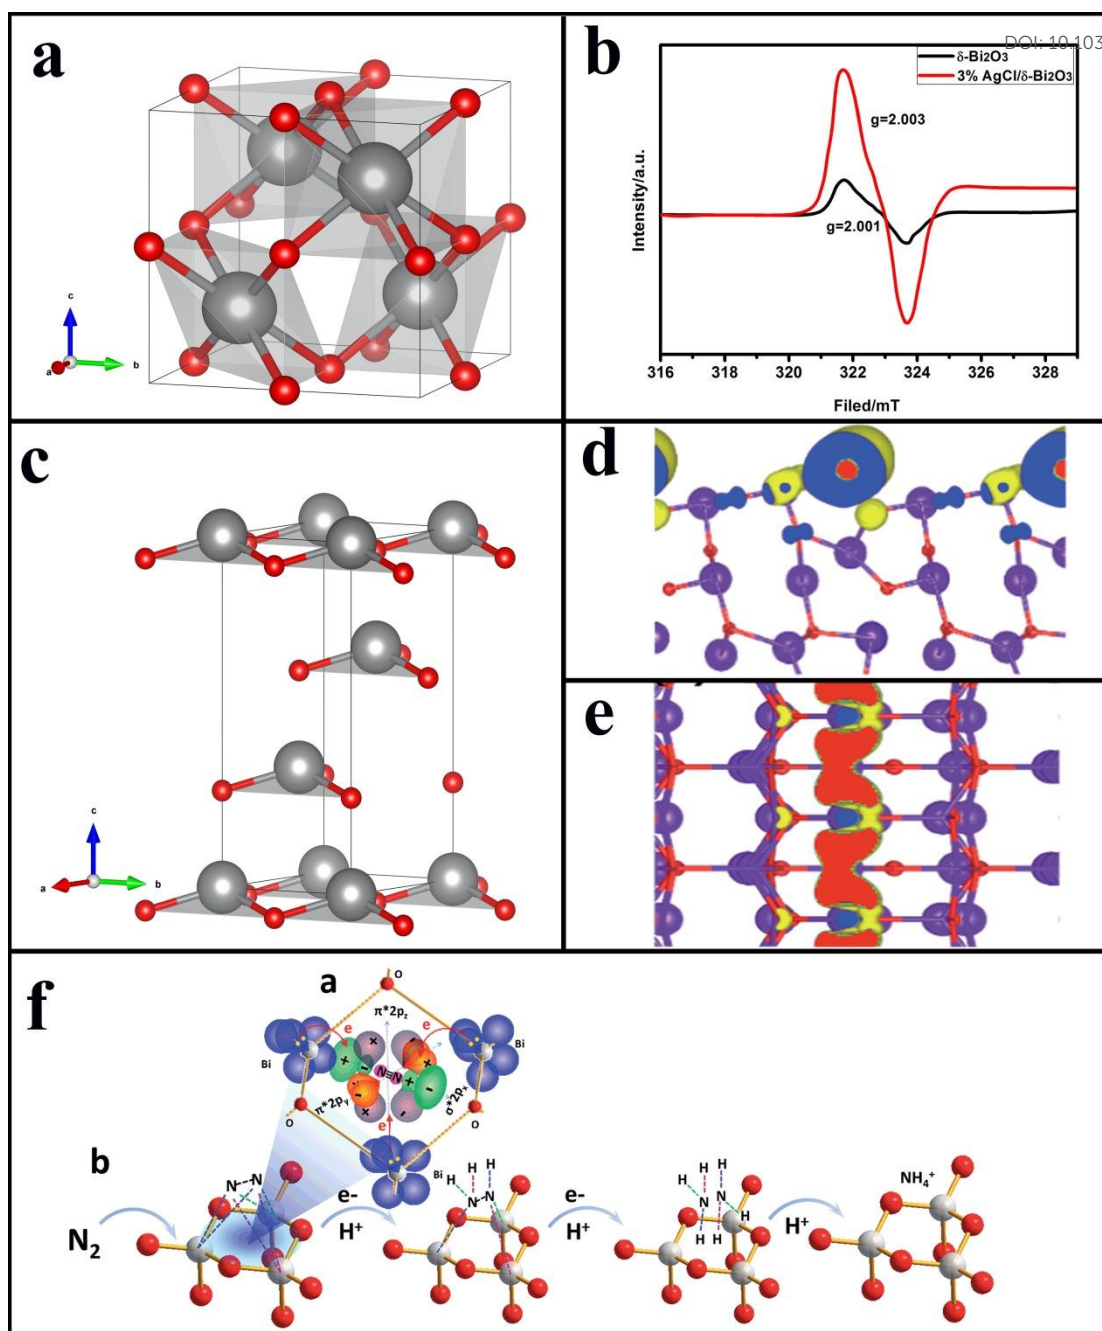 a
c
a
b
b
DOI: 10.103
δ-Bi2O3
3% AgCl/δ-Bi2O3
g=2.003
g=2.001
Intensity/a.u.
316 318 320 322 324 326 328
Filed/mT
c
c
a
b
d
e
f
a
O
π*2pz
e
e
Bi
Bi
+
+
-
-
+
+
-
+
-
-
N=N
π*2py
σ*2px
O
O
e
Bi
b
N-N
N₂
e-
H⁺
H H H
N-N
e-
H⁺
H
H H
N N
H H H
H⁺
NH₄⁺